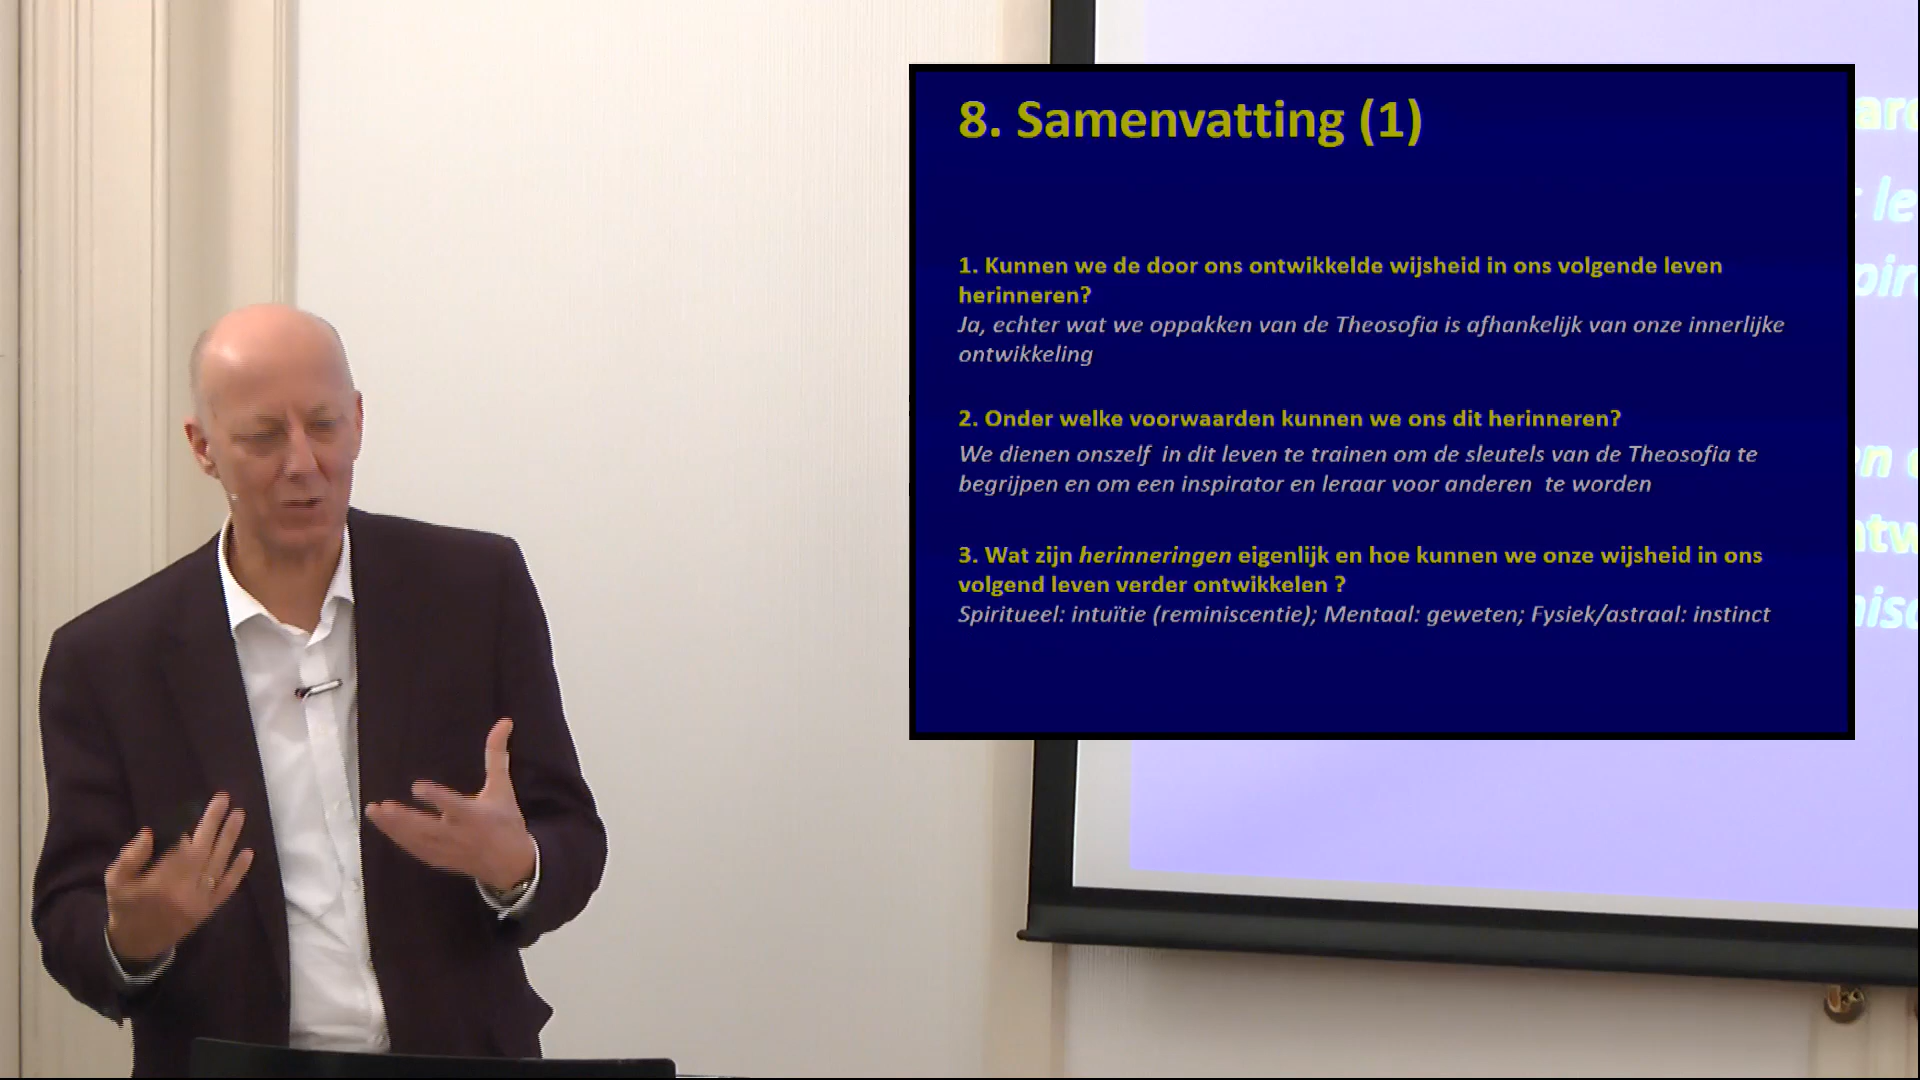 8. Samenvatting (1)
1. Kunnen we de door ons ontwikkelde wijsheid in ons volgende leven
herinneren?
Ja, echter wat we oppakken van de Theosofia is afhankelijk van onze innerlijke
ontwikkeling
2. Onder welke voorwaarden kunnen we ons dit herinneren?
We dienen onszelf in dit leven te trainen om de sleutels van de Theosofia te
begrijpen en om een inspirator en leraar voor anderen te worden
3. Wat zijn herinneringen eigenlijk en hoe kunnen we onze wijsheid in ons
volgend leven verder ontwikkelen ?
Spiritueel: intuïtie (reminiscentie); Mentaal: geweten; Fysiek/astraal: instinct